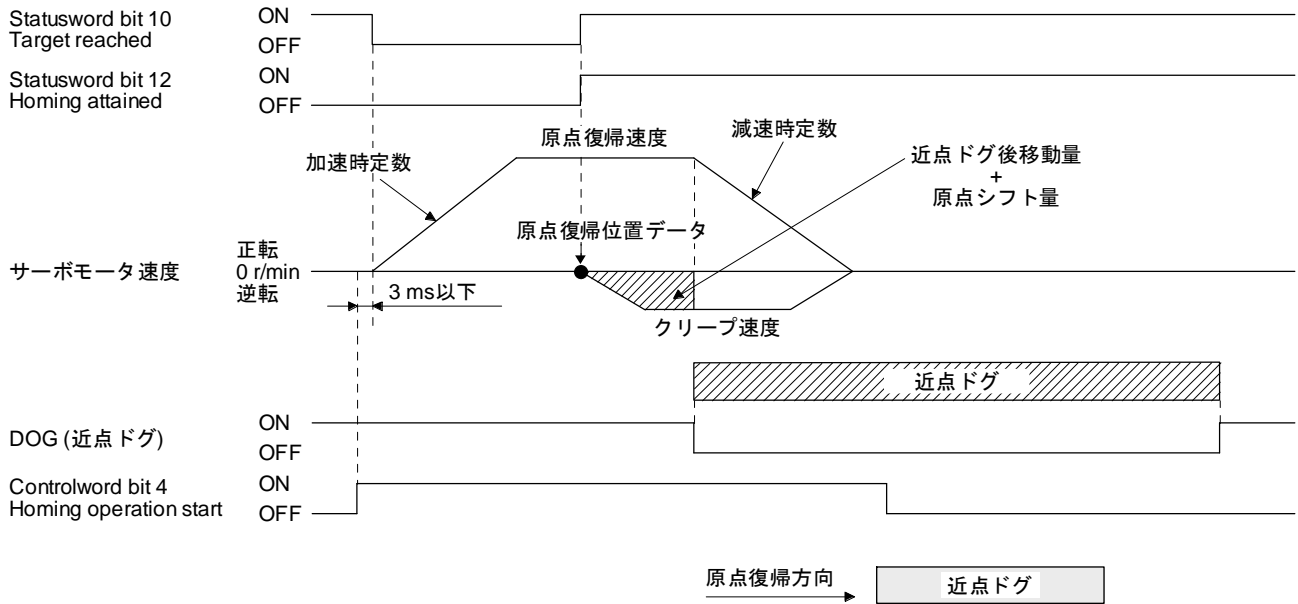 Statusword bit 10
Target reached
ON
OFF
Statusword bit 12
Homing attained
ON
OFF
原点復帰速度
減速時定数
加速時定数
近点ドグ後移動量
+
原点シフト量
原点復帰位置データ
サーボモータ速度
正転
0 r/min
逆転
3 ms以下
クリープ速度
近点ドグ
DOG (近点ドグ)
ON
OFF
Controlword bit 4
Homing operation start
ON
OFF
原点復帰方向
近点ドグ